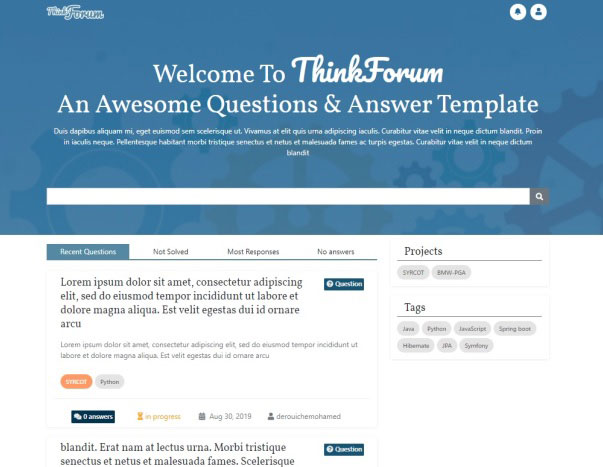 ThinkForum
Welcome To ThinkForum
An Awesome Questions & Answer Template
Duis dapibus aliquam mi, eget euismod sem scelerisque ut. Vivamus at elit quis urna adipiscing iaculis. Curabitur vitae velit in neque dictum blandit. Proin
in iaculis neque. Pellentesque habitant morbi tristique senectus et netus et malesuada fames ac turpis egestas. Curabitur vitae velit in neque dictum
blandit
Recent Questions
Not Solved
Most Responses
No answers
Lorem ipsum dolor sit amet, consectetur adipiscing
elit, sed do eiusmod tempor incididunt ut labore et
dolore magna aliqua. Est velit egestas dui id ornare
arcu
Question
Lorem ipsum dolor sit amet, consectetur adipiscing elit, sed do eiusmod tempor incididunt ut
labore et dolore magna aliqua. Est velit egestas dui id ornare arcu
SYRCOT
Python
0 answers
in progress
Aug 30, 2019
derouichemohamed
blandit. Erat nam at lectus urna. Morbi tristique
senectus et netus et malesuada fames. Scelerisque
Question
Projects
SYRCOT
BMW-PGA
Tags
Java
Python
JavaScript
Spring boot
Hibernate
JPA
Symfony